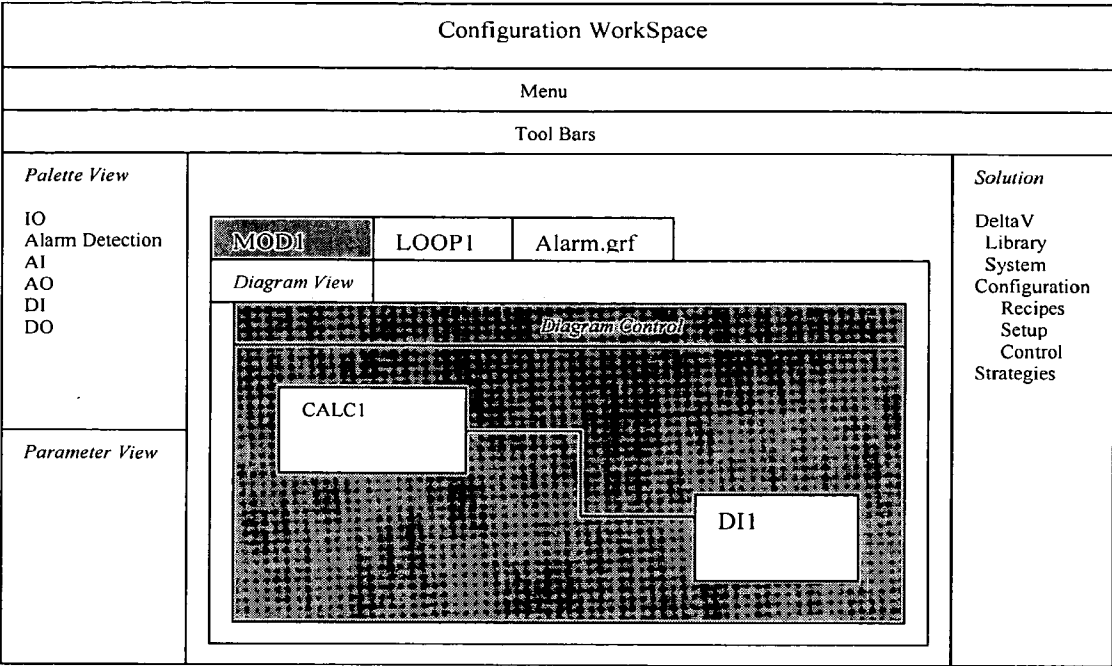 Configuration WorkSpace
Menu
Tool Bars
Palette View
IO
Alarm Detection
AI
AO
DI
DO
Parameter View
MOD1
LOOP1
Alarm.grf
Diagram View
Diagram Control
CALC1
DI1
Solution
DeltaV
Library
System
Configuration
Recipes
Setup
Control
Strategies